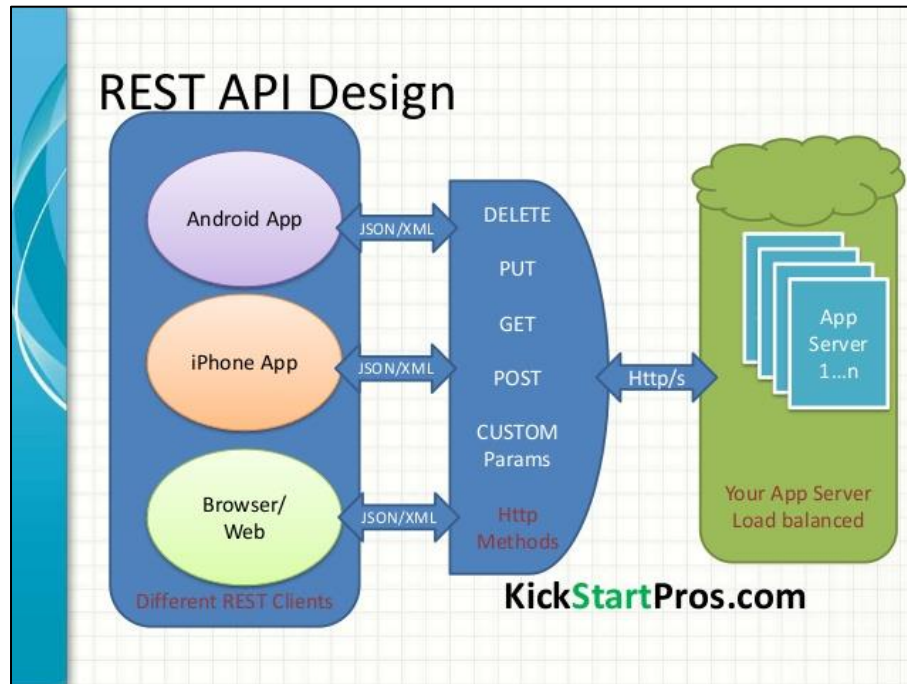 REST API Design
Android App
iPhone App
Browser/
Web
Different REST Clients
JSON/XML
JSON/XML
JSON/XML
DELETE
PUT
GET
POST
CUSTOM
Params
Http
Methods
Http/s
App
Server
1...n
Your App Server
Load balanced
KickStartPros.com